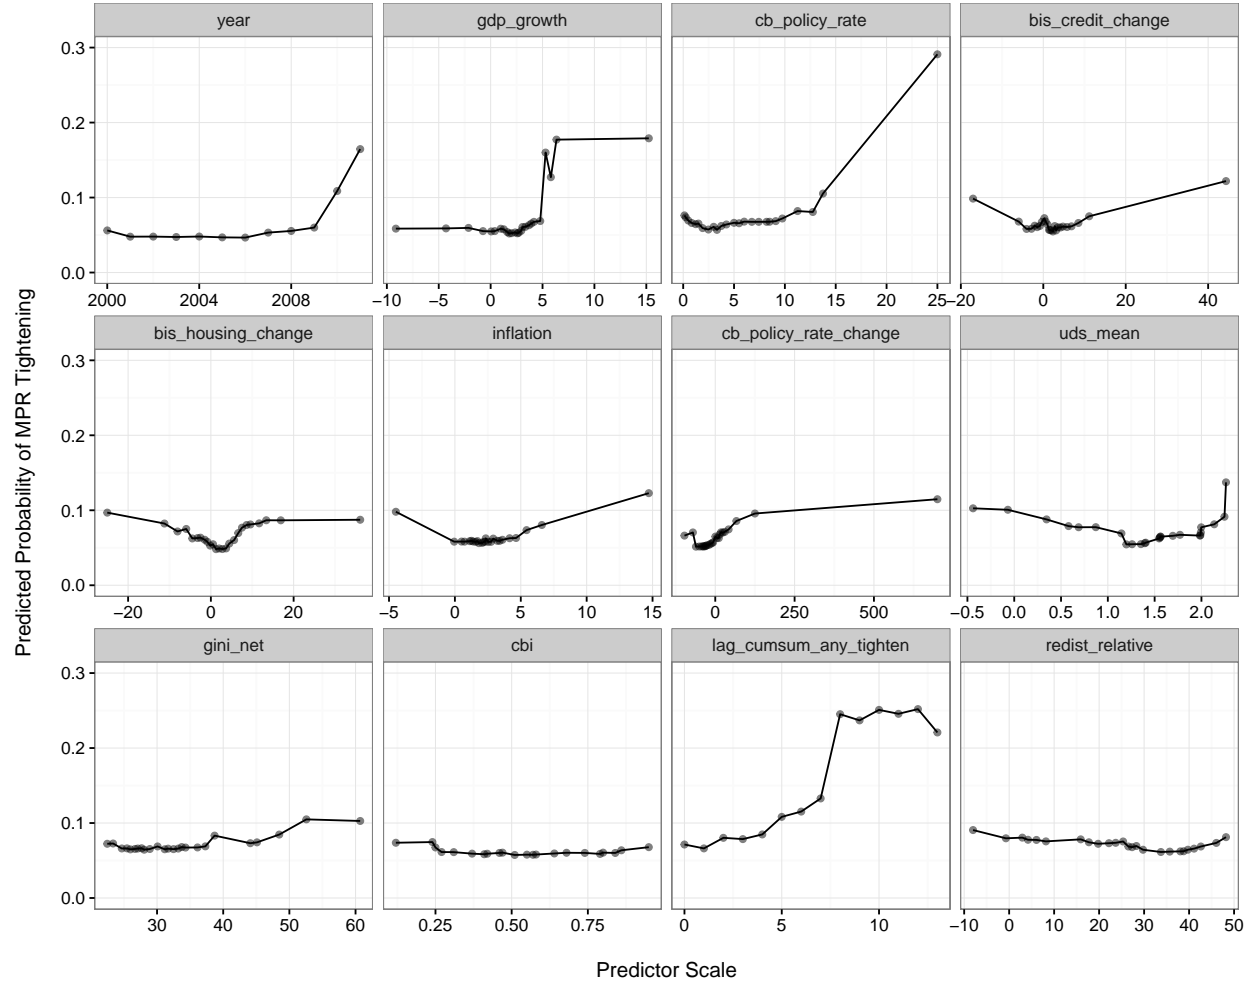 year gdp_growth cb_policy_rate bis_credit_change
0.3
0.2
0.1
0.0
2000 2004 2008 −10 −5 0 5 10 15 0 5 10 15 20 25 −20 0 20 40
bis_housing_change inflation cb_policy_rate_change uds_mean
0.3
0.2
0.1
0.0
−20 0 20 −5 0 5 10 15 0 250 500 −0.5 0.0 0.5 1.0 1.5 2.0
gini_net cbi lag_cumsum_any_tighten redist_relative
0.3
0.2
0.1
0.0
30 40 50 60 0.25 0.50 0.75 0 5 10 −10 0 10 20 30 40 50
Predictor Scale
Predicted Probability of MPR Tightening